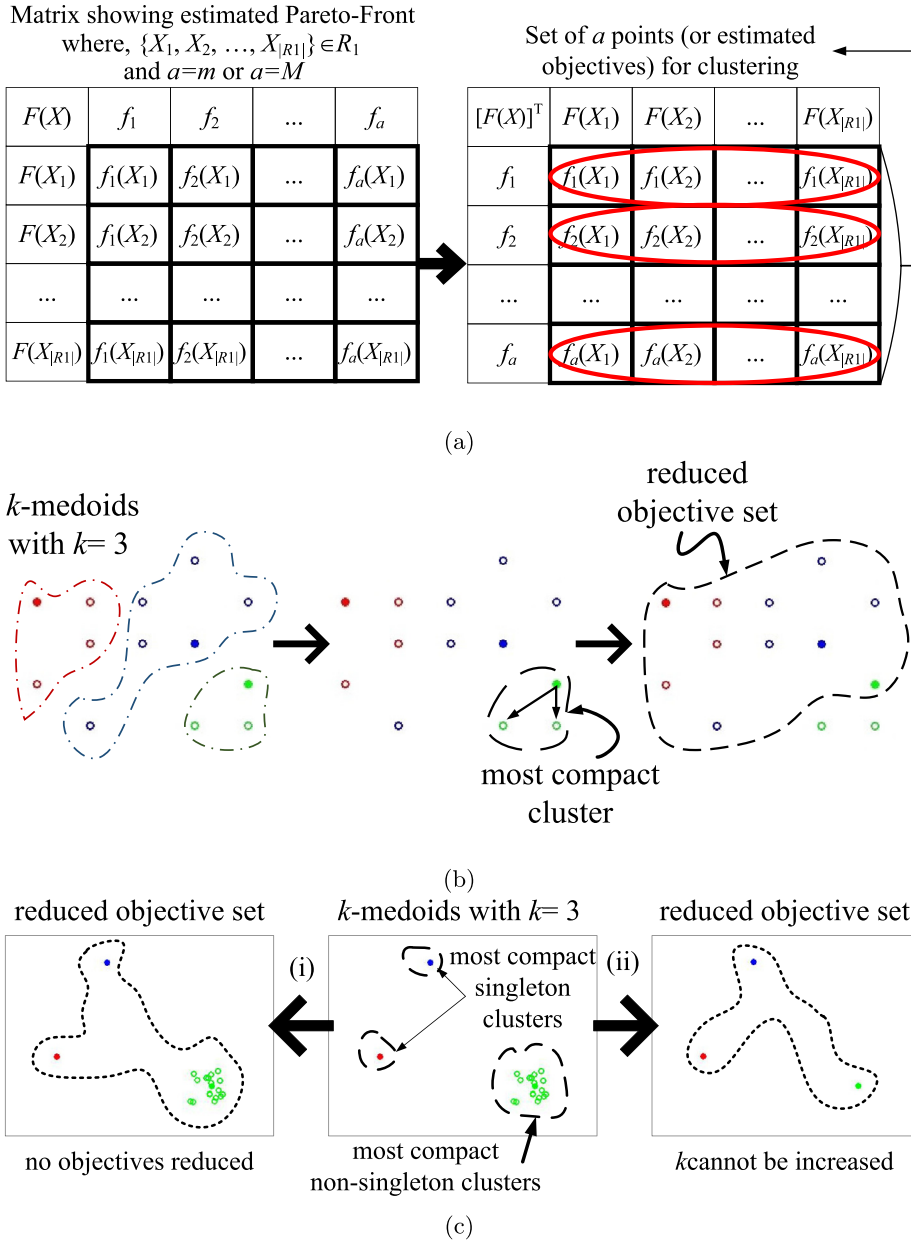 Matrix showing estimated Pareto-Front
where, {X1, X2, …, X|R1|}∈R1
and a=m or a=M
F(X) f1 f2 ... fa
F(X1) f1(X1) f2(X1) ... fa(X1)
F(X2) f1(X2) f2(X2) ... fa(X2)
... ... ... ... ...
F(X|R1|) f1(X|R1|) f2(X|R1|) ... fa(X|R1|)
Set of a points (or estimated
objectives) for clustering
[F(X)]T F(X1) F(X2) ... F(X|R1|)
f1 f1(X1) f1(X2) ... f1(X|R1|)
f2 f2(X1) f2(X2) ... f2(X|R1|)
... ... ... ... ...
fa fa(X1) fa(X2) ... fa(X|R1|)
(a)
k-medoids
with k= 3
most compact
cluster
reduced
objective set
(b)
reduced objective set
(i)
no objectives reduced
k-medoids with k= 3
most compact
singleton
clusters
most compact
non-singleton clusters
(ii)
reduced objective set
kcannot be increased
(c)